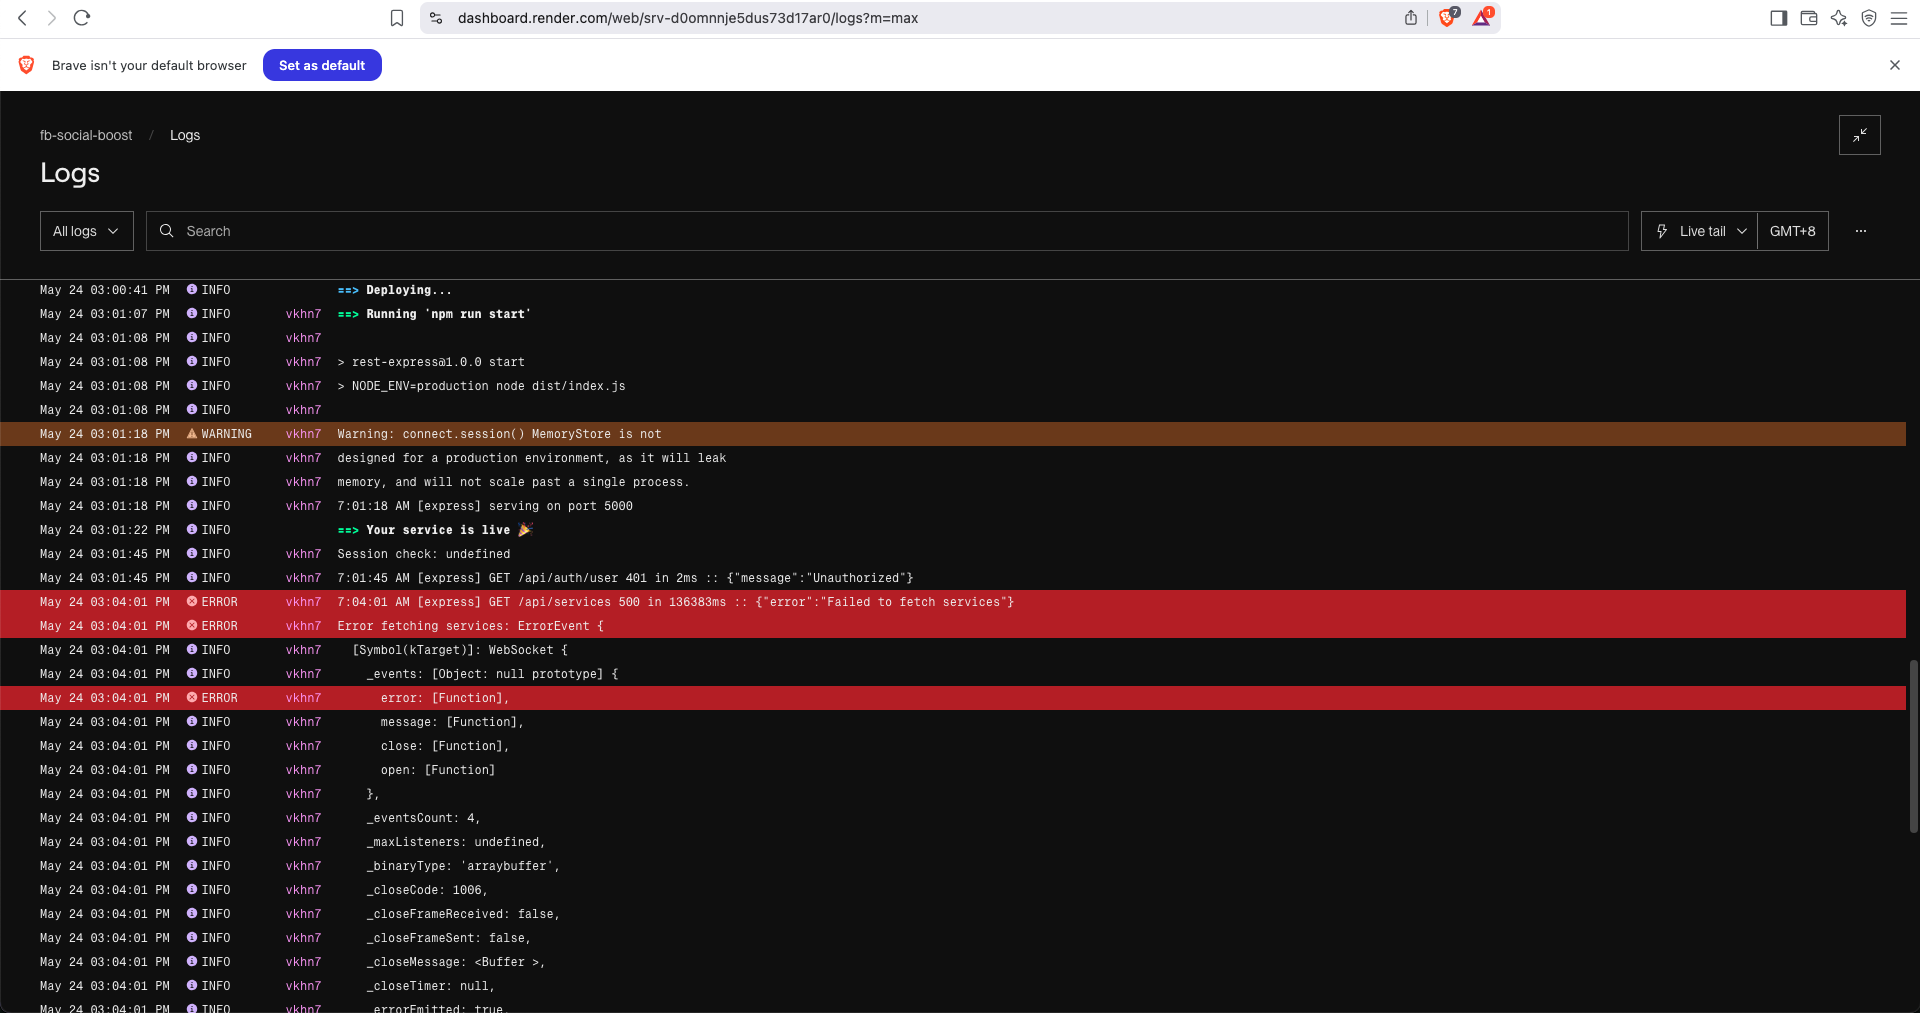 dashboard.render.com/web/srv-d0omnnje5dus73d17ar0/logs?m=max
7
1
Brave isn't your default browser
Set as default
fb-social-boost / Logs
Logs
All logs
Search
Live tail
GMT+8
May 24 03:00:41 PM INFO ==> Deploying...
May 24 03:01:07 PM INFO vkhn7 ==> Running 'npm run start'
May 24 03:01:08 PM INFO vkhn7
May 24 03:01:08 PM INFO vkhn7 > rest-express@1.0.0 start
May 24 03:01:08 PM INFO vkhn7 > NODE_ENV=production node dist/index.js
May 24 03:01:08 PM INFO vkhn7
May 24 03:01:18 PM WARNING vkhn7 Warning: connect.session() MemoryStore is not
May 24 03:01:18 PM INFO vkhn7 designed for a production environment, as it will leak
May 24 03:01:18 PM INFO vkhn7 memory, and will not scale past a single process.
May 24 03:01:18 PM INFO vkhn7 7:01:18 AM [express] serving on port 5000
May 24 03:01:22 PM INFO ==> Your service is live 🎉
May 24 03:01:45 PM INFO vkhn7 Session check: undefined
May 24 03:01:45 PM INFO vkhn7 7:01:45 AM [express] GET /api/auth/user 401 in 2ms :: {"message":"Unauthorized"}
May 24 03:04:01 PM ERROR vkhn7 7:04:01 AM [express] GET /api/services 500 in 136383ms :: {"error":"Failed to fetch services"}
May 24 03:04:01 PM ERROR vkhn7 Error fetching services: ErrorEvent {
May 24 03:04:01 PM INFO vkhn7 [Symbol(kTarget)]: WebSocket {
May 24 03:04:01 PM INFO vkhn7 _events: [Object: null prototype] {
May 24 03:04:01 PM ERROR vkhn7 error: [Function],
May 24 03:04:01 PM INFO vkhn7 message: [Function],
May 24 03:04:01 PM INFO vkhn7 close: [Function],
May 24 03:04:01 PM INFO vkhn7 open: [Function]
May 24 03:04:01 PM INFO vkhn7 },
May 24 03:04:01 PM INFO vkhn7 _eventsCount: 4,
May 24 03:04:01 PM INFO vkhn7 _maxListeners: undefined,
May 24 03:04:01 PM INFO vkhn7 _binaryType: 'arraybuffer',
May 24 03:04:01 PM INFO vkhn7 _closeCode: 1006,
May 24 03:04:01 PM INFO vkhn7 _closeFrameReceived: false,
May 24 03:04:01 PM INFO vkhn7 _closeFrameSent: false,
May 24 03:04:01 PM INFO vkhn7 _closeMessage: <Buffer >,
May 24 03:04:01 PM INFO vkhn7 _closeTimer: null,
May 24 03:04:01 PM INFO vkhn7 _errorEmitted: true,